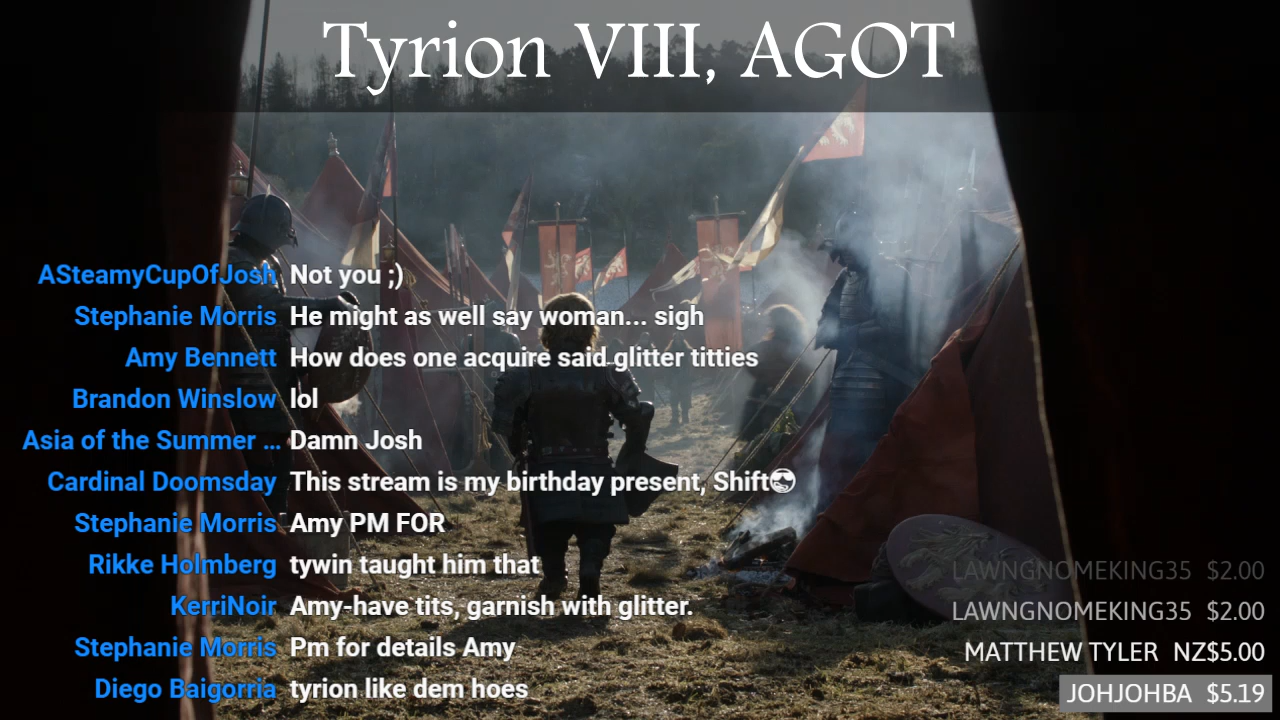 Tyrion VIII, AGOT
ASteamyCupOfJosh Not you ;)
Stephanie Morris He might as well say woman... sigh
Amy Bennett How does one acquire said glitter titties
Brandon Winslow lol
Asia of the Summer ... Damn Josh
Cardinal Doomsday This stream is my birthday present, Shift😎
Stephanie Morris Amy PM FOR
Rikke Holmberg tywin taught him that
KerriNoir Amy-have tits, garnish with glitter.
Stephanie Morris Pm for details Amy
Diego Baigorria tyrion like dem hoes
LAWNGNOMEKING35 $2.00
LAWNGNOMEKING35 $2.00
MATTHEW TYLER NZ$5.00
JOHJOHBA $5.19